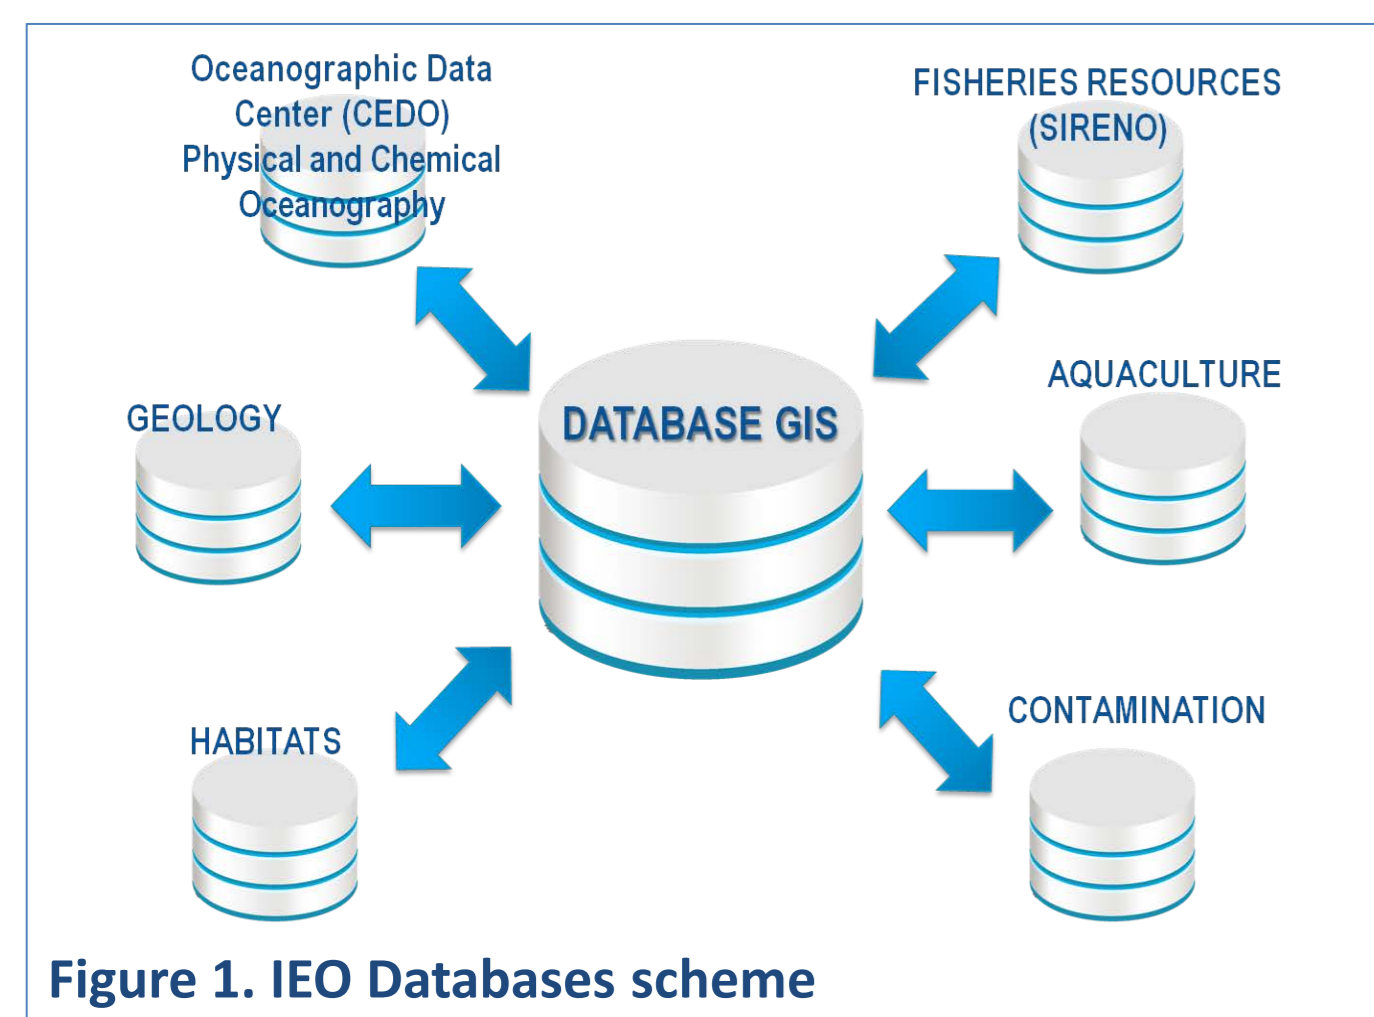 Oceanographic Data
Center (CEDO)
Physical and Chemical
Oceanography
FISHERIES RESOURCES
(SIRENO)
AQUACULTURE
GEOLOGY
DATABASE GIS
HABITATS
CONTAMINATION
Figure 1. IEO Databases scheme